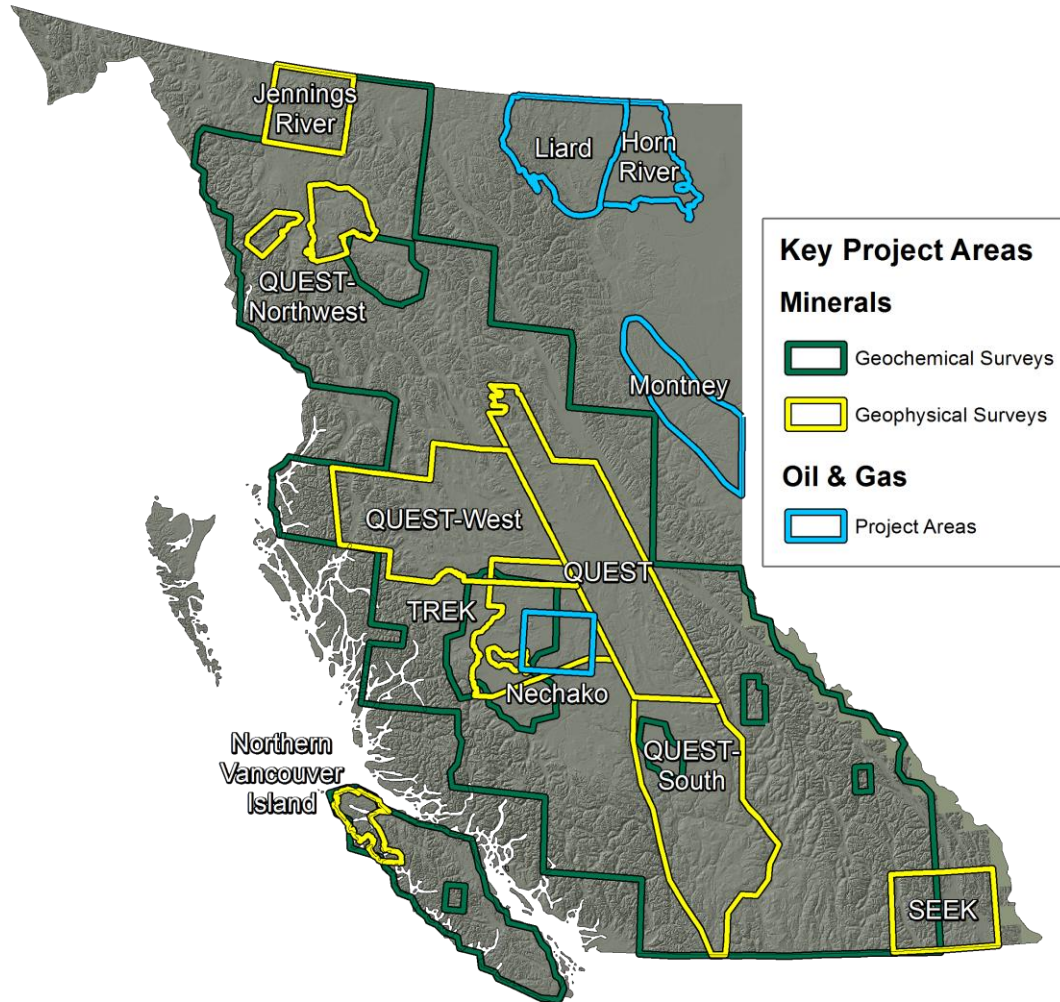 Jennings
River
Liard
Horn
River
QUEST-
Northwest
Montney
QUEST-West
QUEST
TREK
Nechako
QUEST-
South
Northern
Vancouver
Island
SEEK
Key Project Areas
Minerals
Geochemical Surveys
Geophysical Surveys
Oil & Gas
Project Areas